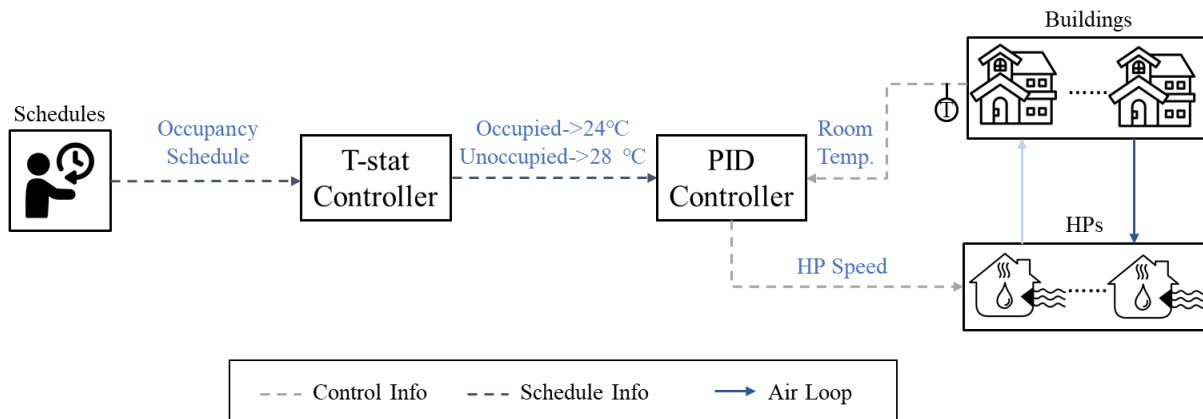 Buildings
Schedules
Occupancy
Schedule
T-stat
Controller
Occupied->24℃
Unoccupied->28 ℃
PID
Controller
Room
Temp.
T
HPs
HP Speed
Control Info
Schedule Info
Air Loop